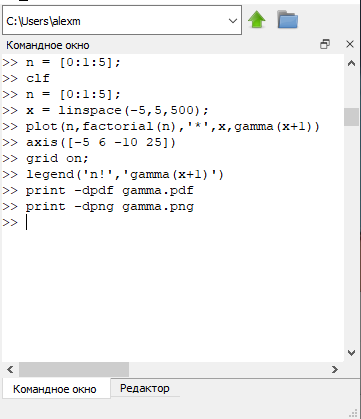 C:\Users\alexm
Командное окно
>> n = [0:1:5];
>> clf
>> n = [0:1:5];
>> x = linspace(-5,5,500);
>> plot(n,factorial(n),'*',x,gamma(x+1))
>> axis([-5 6 -10 25])
>> grid on;
>> legend('n!','gamma(x+1)')
>> print -dpdf gamma.pdf
>> print -dpng gamma.png
>>
Командное окно Редактор